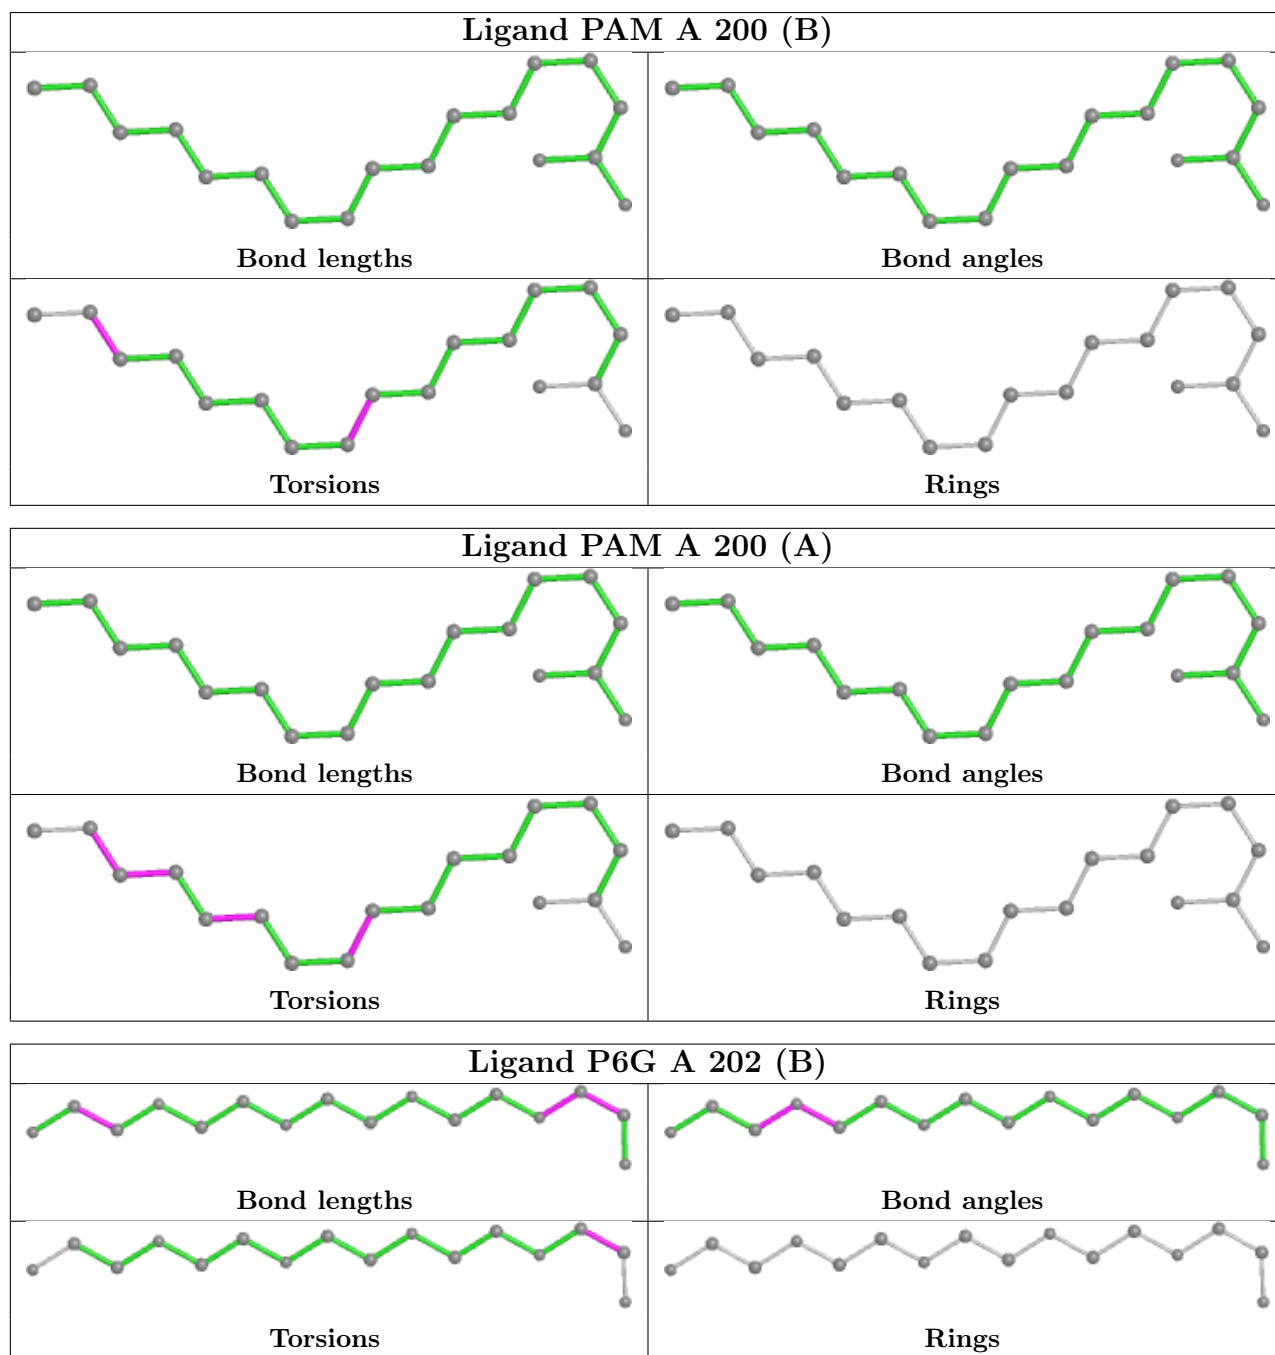 Ligand PAM A 200 (B)
Bond lengths
Bond angles
Torsions
Rings
Ligand PAM A 200 (A)
Bond lengths
Bond angles
Torsions
Rings
Ligand P6G A 202 (B)
Bond lengths
Bond angles
Torsions
Rings